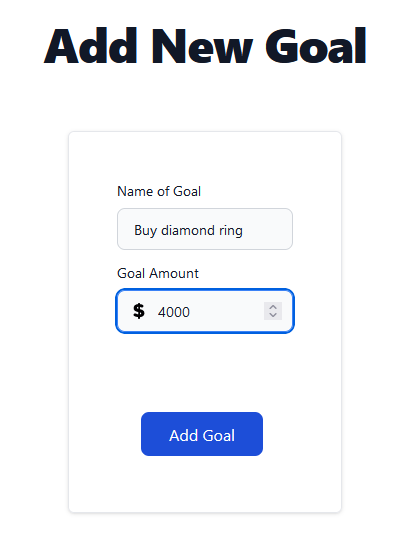 Add New Goal
Name of Goal
Buy diamond ring
Goal Amount
$ 4000
Add Goal